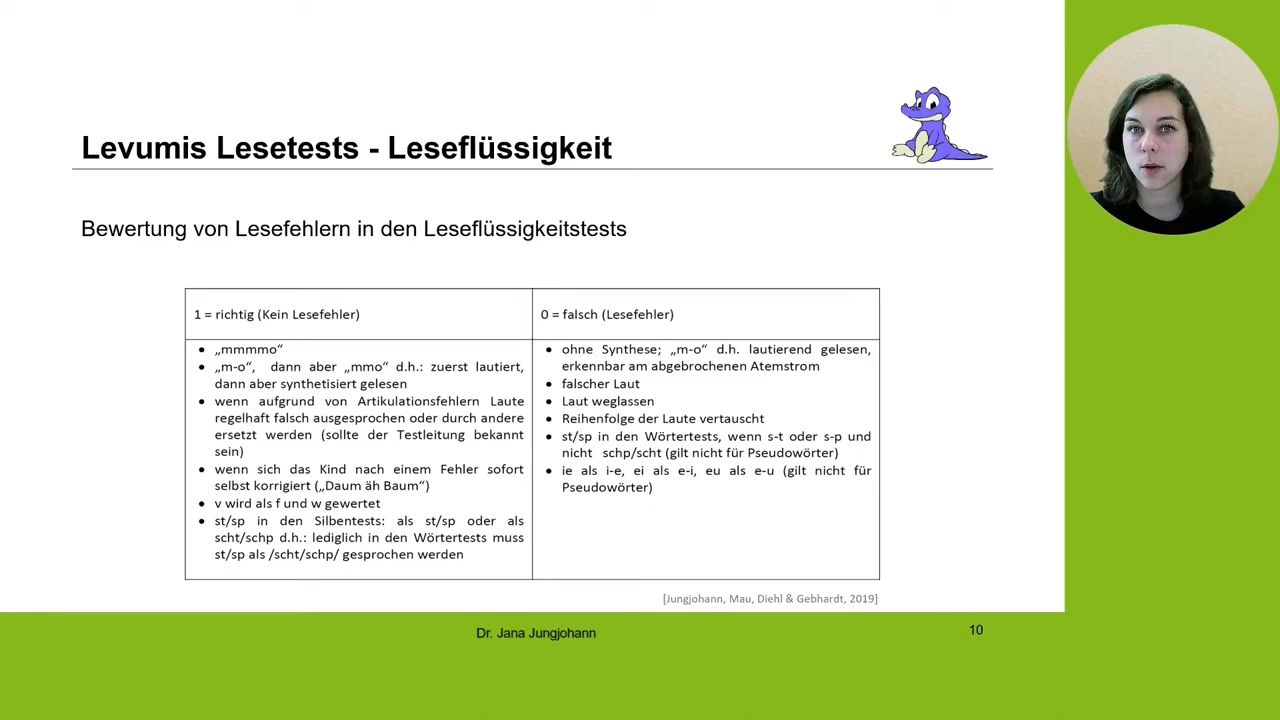 Levumis Lesetests - Leseflüssigkeit
Bewertung von Lesefehlern in den Leseflüssigkeitstests
1 = richtig (Kein Lesefehler)
• „mmmmo“
• „m-o“, dann aber „mmo“ d.h.: zuerst lautiert,
dann aber synthetisiert gelesen
• wenn aufgrund von Artikulationsfehlern Laute
regelhaft falsch ausgesprochen oder durch andere
ersetzt werden (sollte der Testleitung bekannt
sein)
• wenn sich das Kind nach einem Fehler sofort
selbst korrigiert („Daum äh Baum“)
• v wird als f und w gewertet
• st/sp in den Silbentests: als st/sp oder als
scht/schp d.h.: lediglich in den Wörtertests muss
st/sp als /scht/schp/ gesprochen werden
0 = falsch (Lesefehler)
• ohne Synthese; „m-o“ d.h. lautierend gelesen,
erkennbar am abgebrochenen Atemstrom
• falscher Laut
• Laut weglassen
• Reihenfolge der Laute vertauscht
• st/sp in den Wörtertests, wenn s-t oder s-p und
nicht schp/scht (gilt nicht für Pseudowörter)
• ie als i-e, ei als e-i, eu als e-u (gilt nicht für
Pseudowörter)
[Jungjohann, Mau, Diehl & Gebhardt, 2019]
Dr. Jana Jungjohann
10